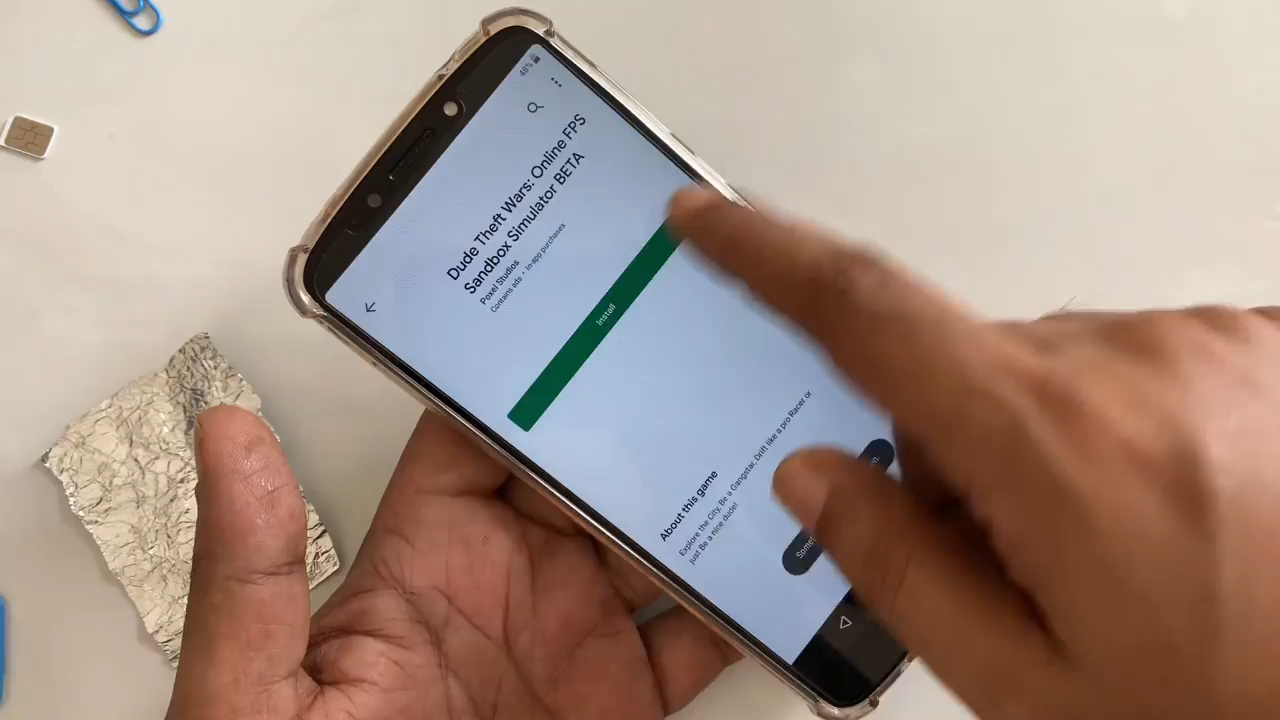 48%
Dude Theft Wars: Online FPS
Sandbox Simulator BETA
Poxel Studios
Contains ads · In-app purchases
Install
About this game
Explore the City, Be a Gangstar, Drift like a pro Racer or
just Be a nice dude!